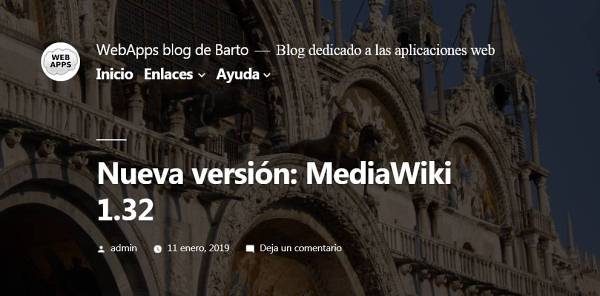 WEB
APPS
WebApps blog de Barto — Blog dedicado a las aplicaciones web
Inicio Enlaces Ayuda
Nueva versión: MediaWiki
1.32
admin 11 enero, 2019 Deja un comentario